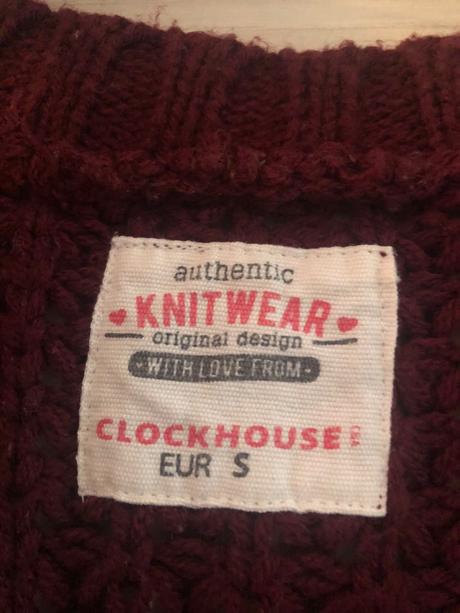 authentic
KNITWEAR
original design
-WITH LOVE FROM-
CLOCKHOUSE
EUR S